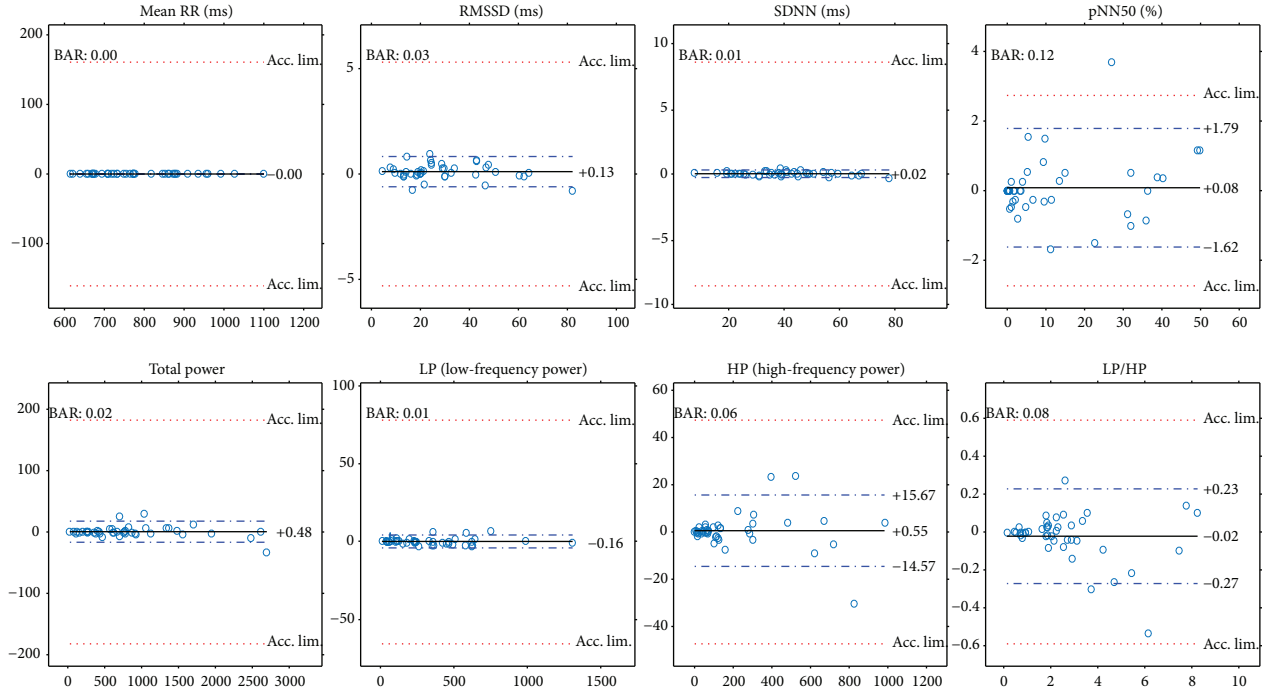 Mean RR (ms)
200
100
0
−100
BAR: 0.00
Acc. lim.
−0.00
Acc. lim.
600 700 800 900 1000 1100 1200
RMSSD (ms)
5
−5
BAR: 0.03
Acc. lim.
+0.13
Acc. lim.
0 20 40 60 80 100
SDNN (ms)
10
5
0
−5
−10
BAR: 0.01
Acc. lim.
+0.02
Acc. lim.
20 40 60 80
pNN50 (%)
4
2
0
−2
BAR: 0.12
Acc. lim.
+1.79
+0.08
−1.62
Acc. lim.
0 10 20 30 40 50 60
Total power
200
100
0
−100
−200
BAR: 0.02
Acc. lim.
+0.48
Acc. lim.
0 500 1000 1500 2000 2500 3000
LP (low-frequency power)
100
50
0
−50
BAR: 0.01
Acc. lim.
−0.16
Acc. lim.
0 500 1000 1500
HP (high-frequency power)
60
40
20
0
−20
−40
BAR: 0.06
Acc. lim.
+15.67
+0.55
−14.57
Acc. lim.
0 200 400 600 800 1000 1200
LP/HP
0.6
0.4
0.2
0
−0.2
−0.4
−0.6
BAR: 0.08
Acc. lim.
+0.23
−0.02
−0.27
Acc. lim.
0 2 4 6 8 10